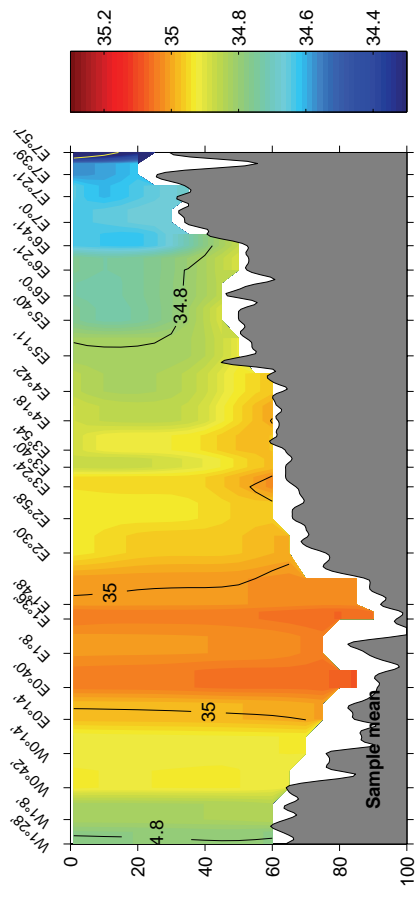 W1°28'
W1°8'
W0°42'
W0°14'
E0°14'
E0°40'
E1°8'
E1°36'
E1°48'
E2°30'
E2°58'
E3°24'
E3°40'
E3°54'
E4°18'
E4°42'
E5°11'
E5°40'
E6°0'
E6°21'
E6°41'
E7°0'
E7°21'
E7°39'
E7°57'
0
20
40
60
80
100
4.8
35
35
34.8
Sample mean
34.4
34.6
34.8
35
35.2